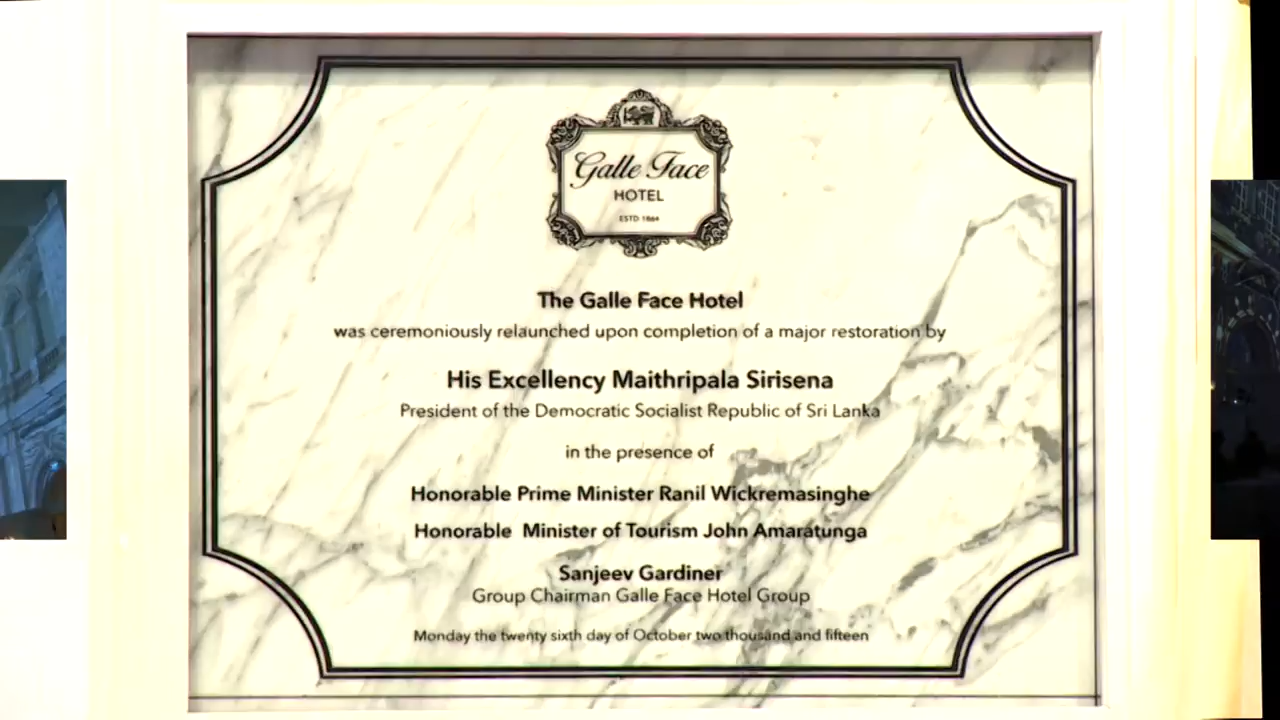 Galle Face
HOTEL
ESTD 1864
The Galle Face Hotel
was ceremoniously relaunched upon completion of a major restoration by
His Excellency Maithripala Sirisena
President of the Democratic Socialist Republic of Sri Lanka
in the presence of
Honorable Prime Minister Ranil Wickremasinghe
Honorable Minister of Tourism John Amaratunga
Sanjeev Gardiner
Group Chairman Galle Face Hotel Group
Monday the twenty sixth day of October two thousand and fifteen